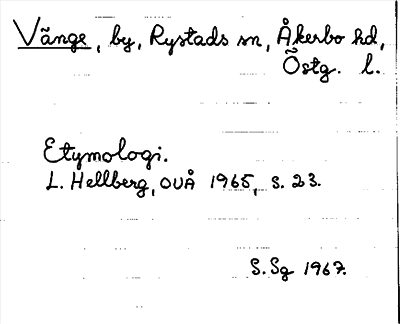 Vänge, by, Rystads sn, Åkerbo hd,
Östg. l.
Etymologi.
L. Hellberg, OUÅ 1965, s. 23.
S. Sg 1967.